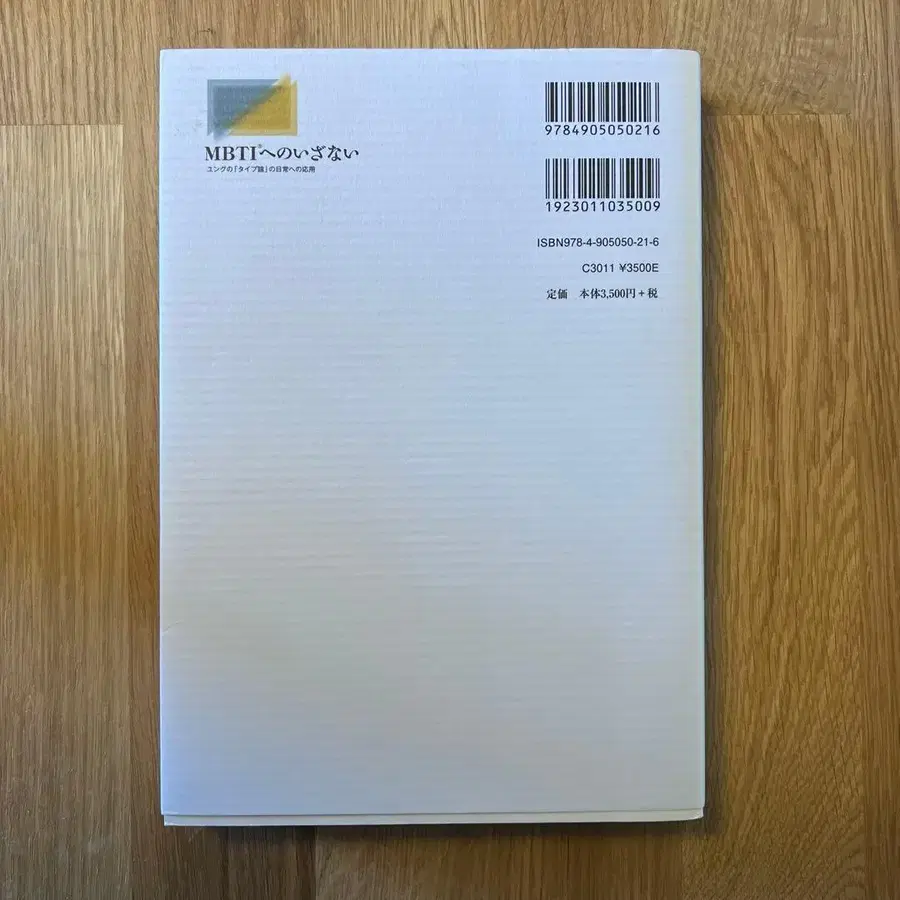 MBTI®へのいざない
ユングの「タイプ論」の日常への応用
9784905050216
1923011035009
ISBN978-4-905050-21-6
C3011 ¥3500E
定価 本体3,500円+税